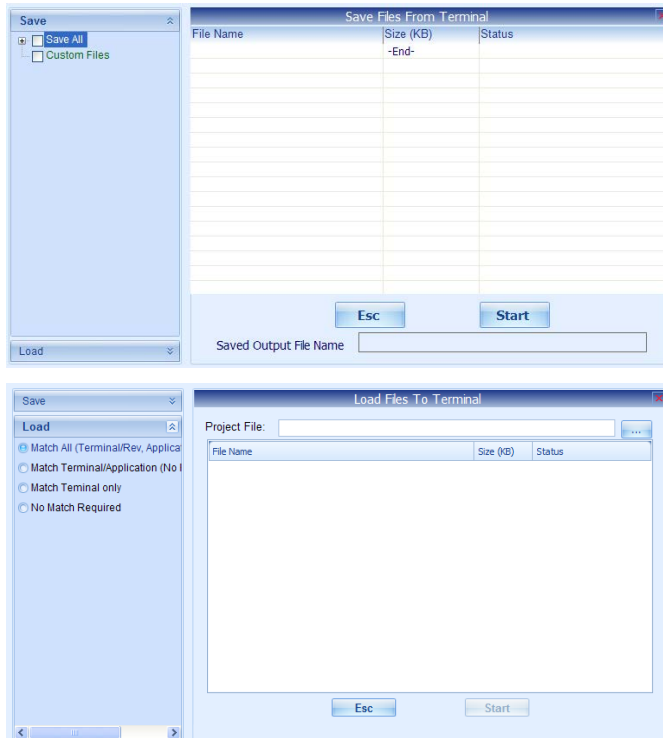 Save
Save All
Custom Files
Load
Save Files From Terminal
File Name Size (KB) Status
-End-
Esc Start
Saved Output File Name
Save
Load
Match All (Terminal/Rev, Applica
Match Terminal/Application (No
Match Teminal only
No Match Required
Load Files To Terminal
Project File: ...
File Name Size (KB) Status
Esc Start